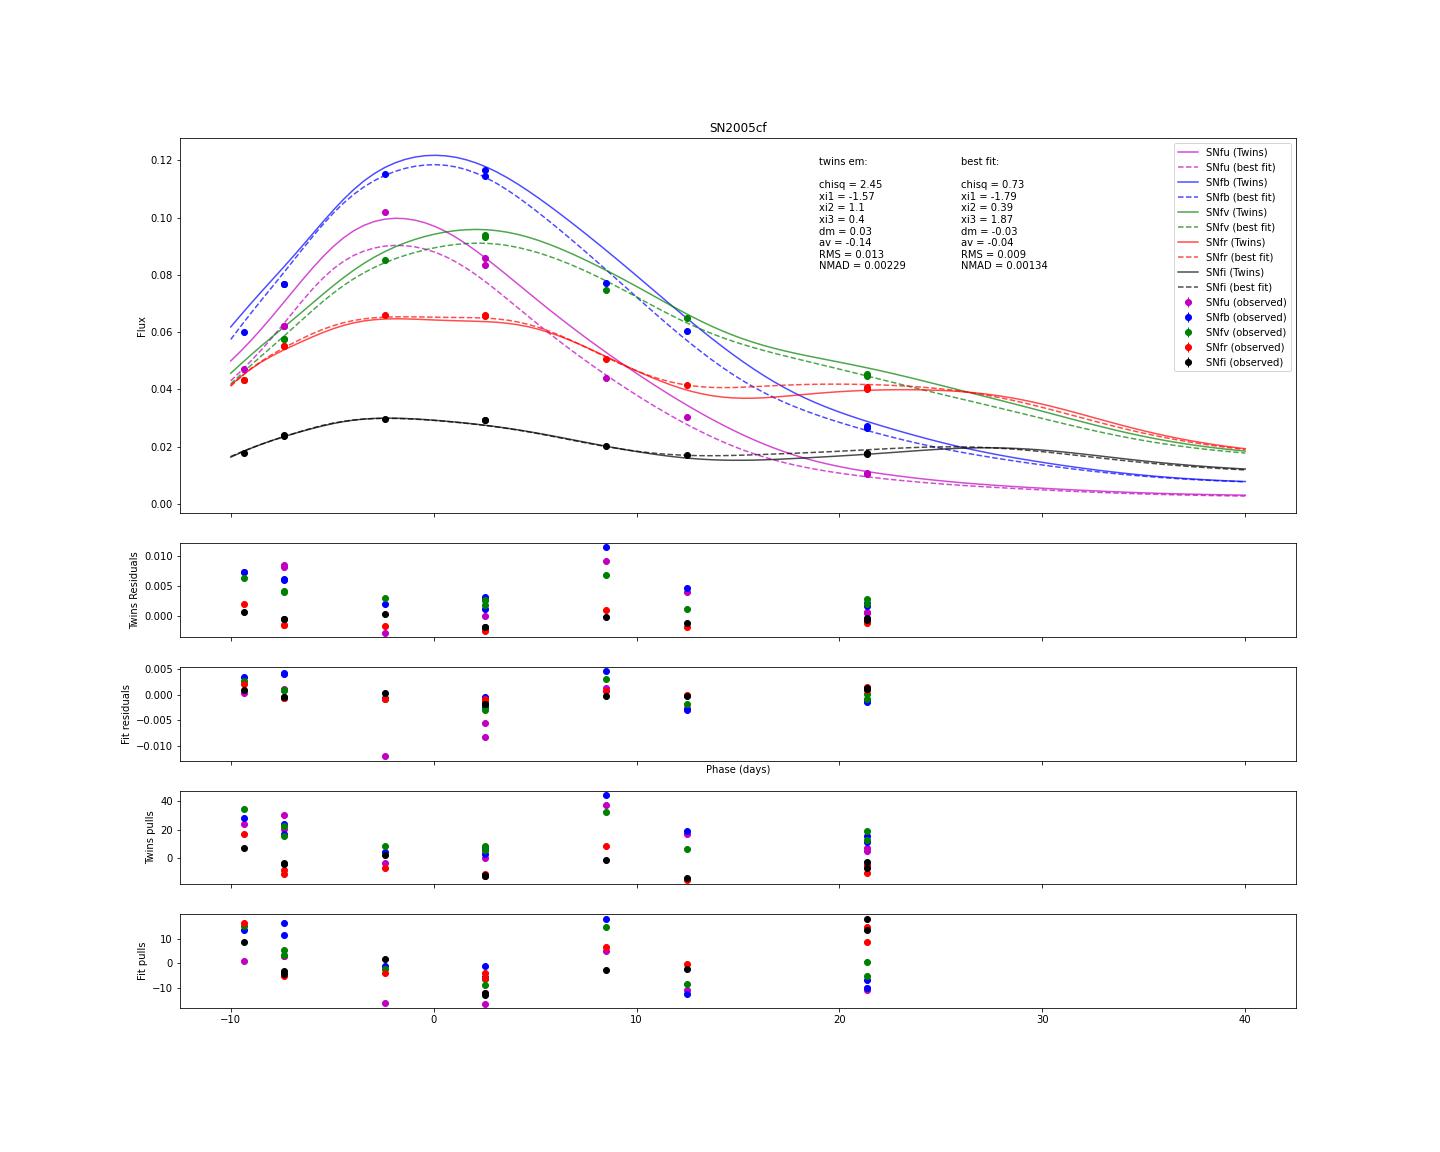 SN2005cf
0.12
0.10
0.08
0.06
0.04
0.02
0.00
Flux
twins em:
chisq = 2.45
xi1 = -1.57
xi2 = 1.1
xi3 = 0.4
dm = 0.03
av = -0.14
RMS = 0.013
NMAD = 0.00229
best fit:
chisq = 0.73
xi1 = -1.79
xi2 = 0.39
xi3 = 1.87
dm = -0.03
av = -0.04
RMS = 0.009
NMAD = 0.00134
SNfu (Twins)
SNfu (best fit)
SNfb (Twins)
SNfb (best fit)
SNfv (Twins)
SNfv (best fit)
SNfr (Twins)
SNfr (best fit)
SNfi (Twins)
SNfi (best fit)
SNfu (observed)
SNfb (observed)
SNfv (observed)
SNfr (observed)
SNfi (observed)
0.010
0.005
0.000
Twins Residuals
0.005
0.000
−0.005
−0.010
Fit residuals
Phase (days)
40
20
0
Twins pulls
10
0
−10
Fit pulls
−10
0
10
20
30
40